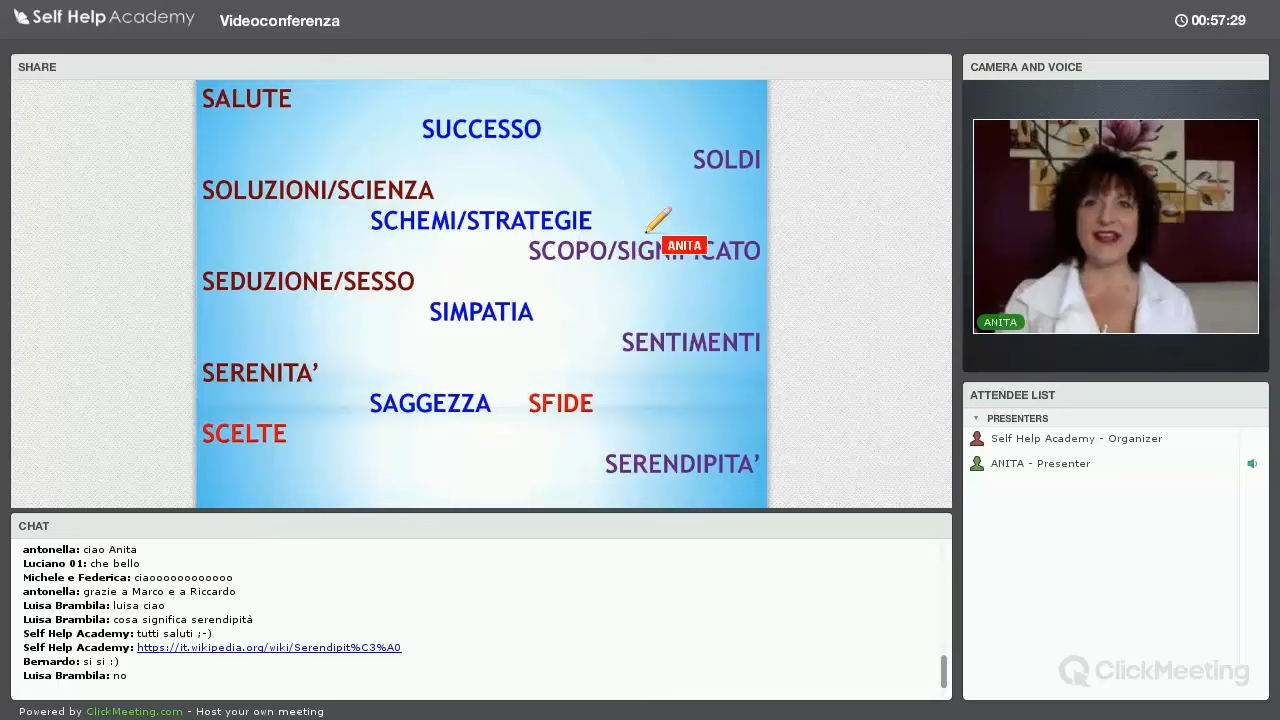 Self Help Academy Videoconferenza 00:57:29
SHARE
SALUTE
SUCCESSO
SOLDI
SOLUZIONI/SCIENZA
SCHEMI/STRATEGIE
ANITA
SCOPO/SIGNIFICATO
SEDUZIONE/SESSO
SIMPATIA
SENTIMENTI
SERENITA’
SAGGEZZA SFIDE
SCELTE
SERENDIPITA’
CHAT
antonella: ciao Anita
Luciano 01: che bello
Michele e Federica: ciaoooooooooooo
antonella: grazie a Marco e a Riccardo
Luisa Brambila: luisa ciao
Luisa Brambila: cosa significa serendipità
Self Help Academy: tutti saluti ;-)
Self Help Academy: https://it.wikipedia.org/wiki/Serendipit%C3%A0
Bernardo: si si :)
Luisa Brambila: no
CAMERA AND VOICE
ANITA
ATTENDEE LIST
PRESENTERS
Self Help Academy - Organizer
ANITA - Presenter
ClickMeeting
Powered by ClickMeeting.com - Host your own meeting